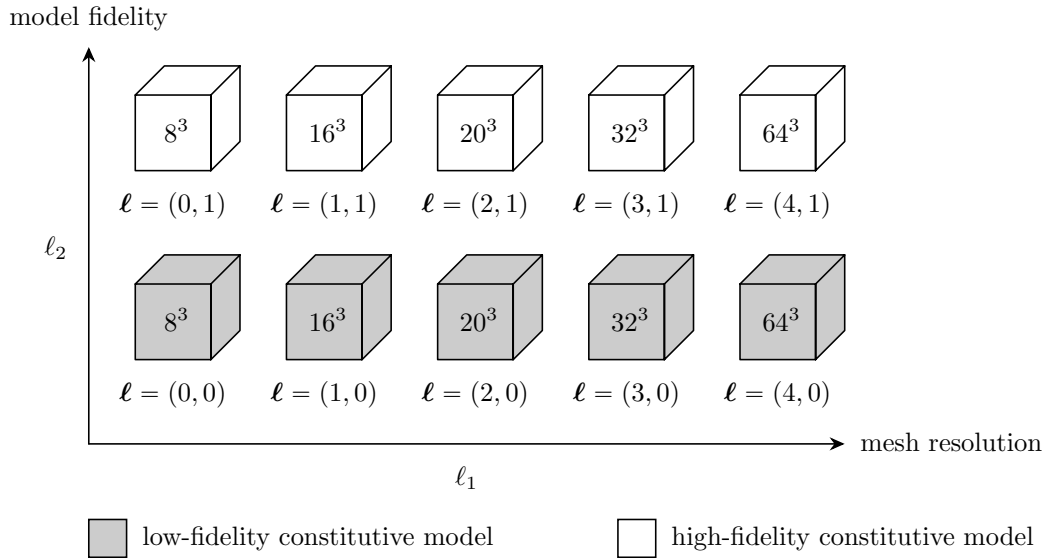 model fidelity
8³ 16³ 20³ 32³ 64³
ℓ = (0, 1) ℓ = (1, 1) ℓ = (2, 1) ℓ = (3, 1) ℓ = (4, 1)
ℓ₂
8³ 16³ 20³ 32³ 64³
ℓ = (0, 0) ℓ = (1, 0) ℓ = (2, 0) ℓ = (3, 0) ℓ = (4, 0)
mesh resolution
ℓ₁
low-fidelity constitutive model
high-fidelity constitutive model